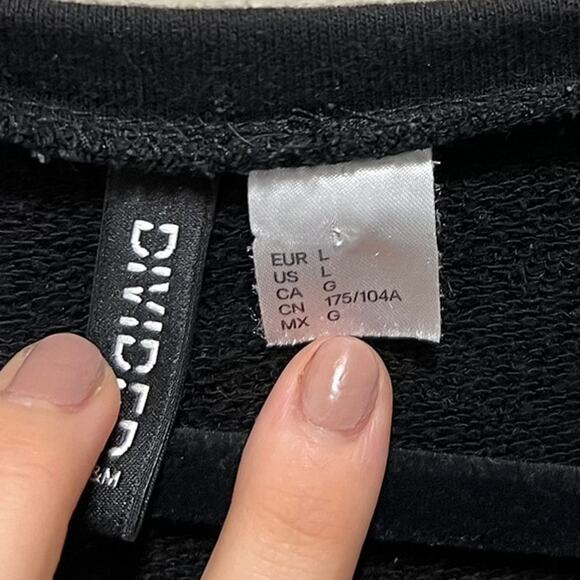 DIVIDED
&M
EUR L
US L
CA G
CN 175/104A
MX G